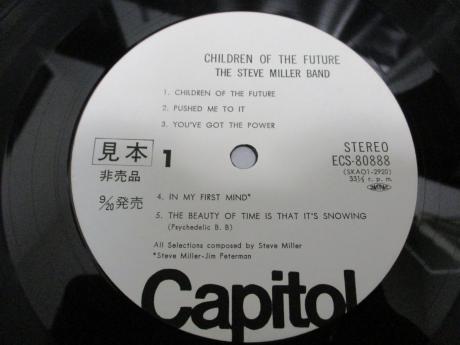 CHILDREN OF THE FUTURE
THE STEVE MILLER BAND
1. CHILDREN OF THE FUTURE
2. PUSHED ME TO IT
3. YOU'VE GOT THE POWER
見本
非売品
9/20発売
1
STEREO
ECS-80888
(SKAO1-2920)
33⅓ r. p. m.
4. IN MY FIRST MIND*
5. THE BEAUTY OF TIME IS THAT IT'S SNOWING
(Psychedelic B. B)
All Selections composed by Steve Miller
*Steve Miller-Jim Peterman
Capitol